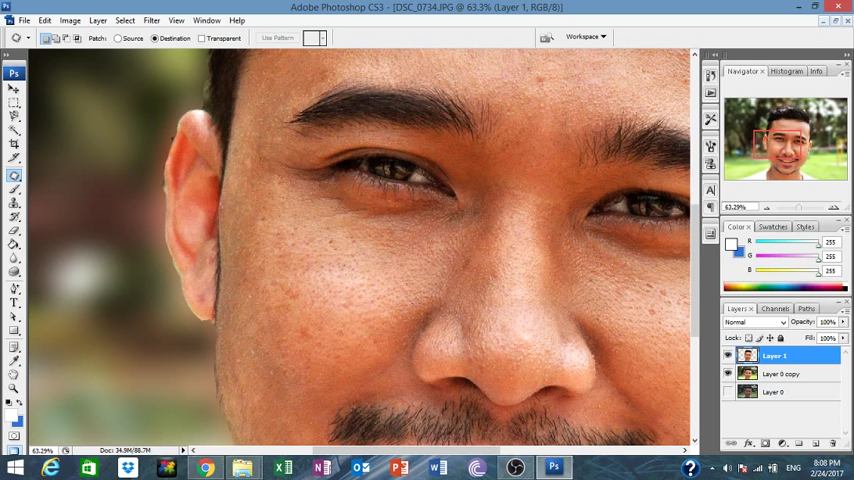 Adobe Photoshop CS3 - [DSC_0734.JPG @ 63.3% (Layer 1, RGB/8)]
File Edit Image Layer Select Filter View Window Help
Patch: Source Destination Transparent Use Pattern Workspace
Ps
Navigator Histogram Info
63.29%
Color Swatches Styles
R 255
G 255
B 255
Layers Channels Paths
Normal Opacity: 100%
Lock: Fill: 100%
Layer 1
Layer 0 copy
Layer 0
63.29% Doc: 34.9M/88.7M
ENG 8:08 PM
2/24/2017